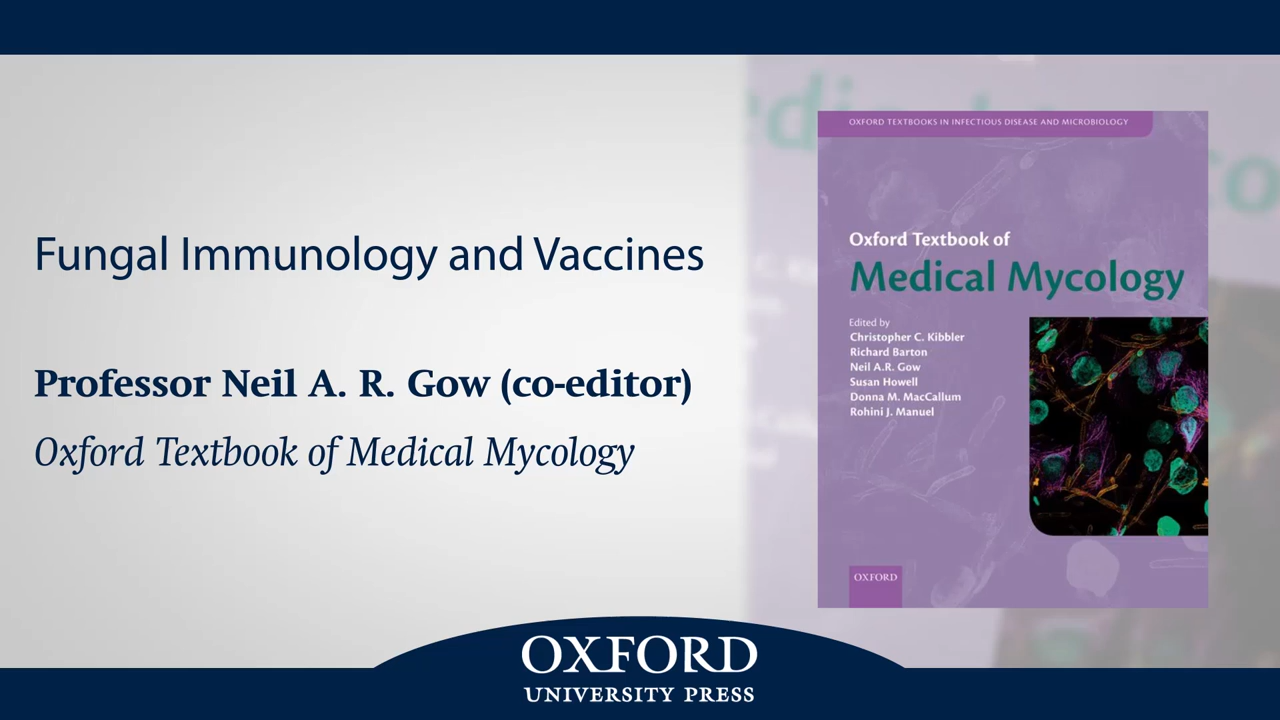 Fungal Immunology and Vaccines
Professor Neil A. R. Gow (co-editor)
Oxford Textbook of Medical Mycology
OXFORD TEXTBOOKS IN INFECTIOUS DISEASE AND MICROBIOLOGY
Oxford Textbook of
Medical Mycology
Edited by
Christopher C. Kibbler
Richard Barton
Neil A.R. Gow
Susan Howell
Donna M. MacCallum
Rohini J. Manuel
OXFORD
OXFORD
UNIVERSITY PRESS